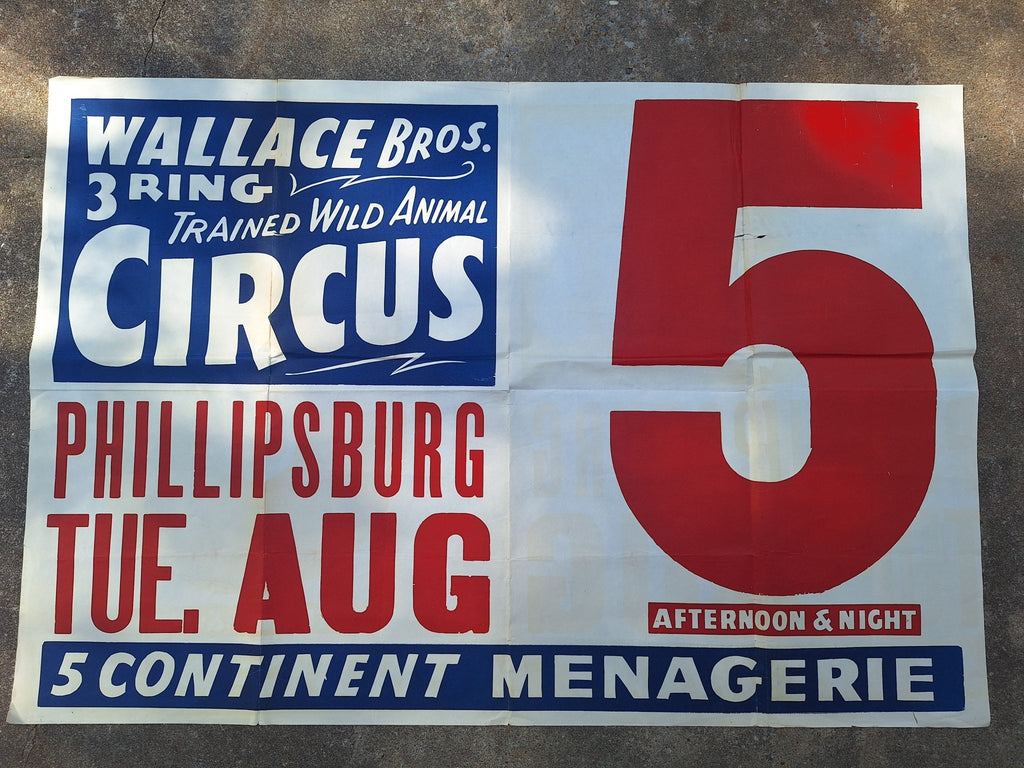 WALLACE BROS.
3 RING
TRAINED WILD ANIMAL
CIRCUS
PHILLIPSBURG
TUE. AUG
5
AFTERNOON & NIGHT
5 CONTINENT MENAGERIE